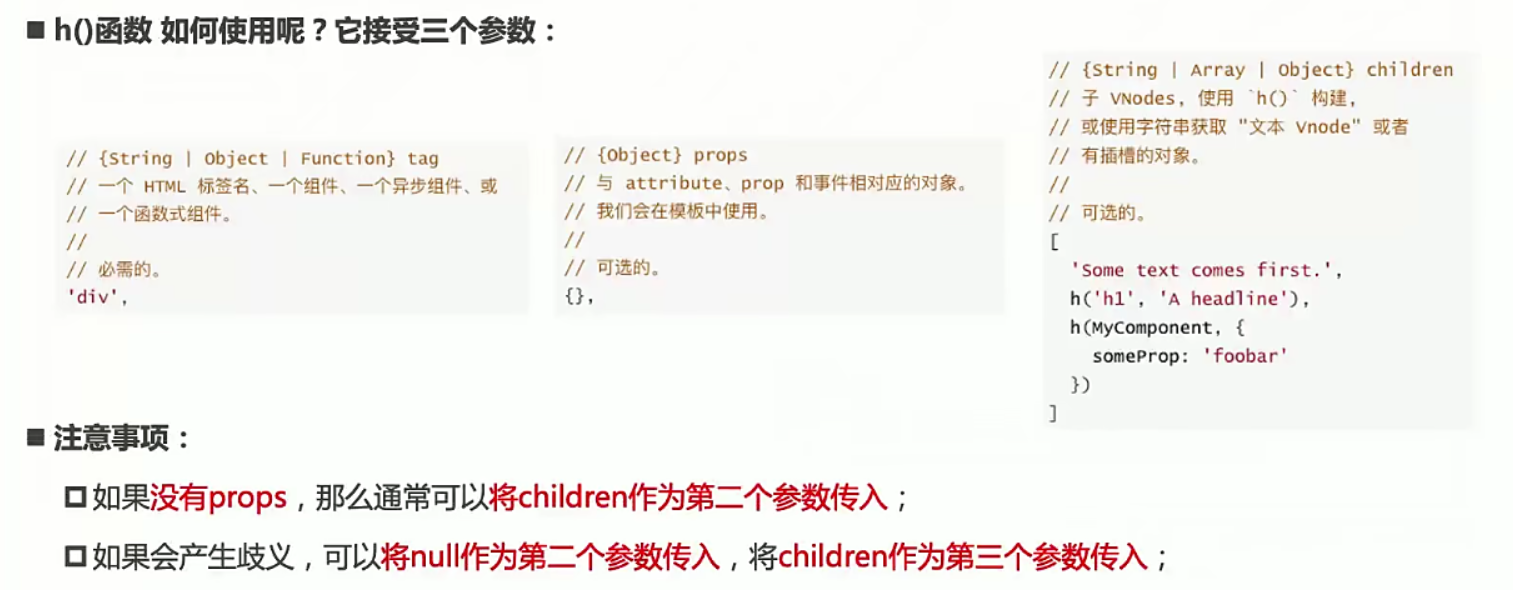 ■ h()函数 如何使用呢？它接受三个参数：
// {String | Object | Function} tag
// 一个 HTML 标签名、一个组件、一个异步组件、或
// 一个函数式组件。
//
// 必需的。
'div',
// {Object} props
// 与 attribute、prop 和事件相对应的对象。
// 我们会在模板中使用。
//
// 可选的。
{},
// {String | Array | Object} children
// 子 VNodes, 使用 `h()` 构建,
// 或使用字符串获取 "文本 Vnode" 或者
// 有插槽的对象。
//
// 可选的。
[
'Some text comes first.',
h('h1', 'A headline'),
h(MyComponent, {
someProp: 'foobar'
})
]
■ 注意事项：
如果没有props，那么通常可以将children作为第二个参数传入；
如果会产生歧义，可以将null作为第二个参数传入，将children作为第三个参数传入；